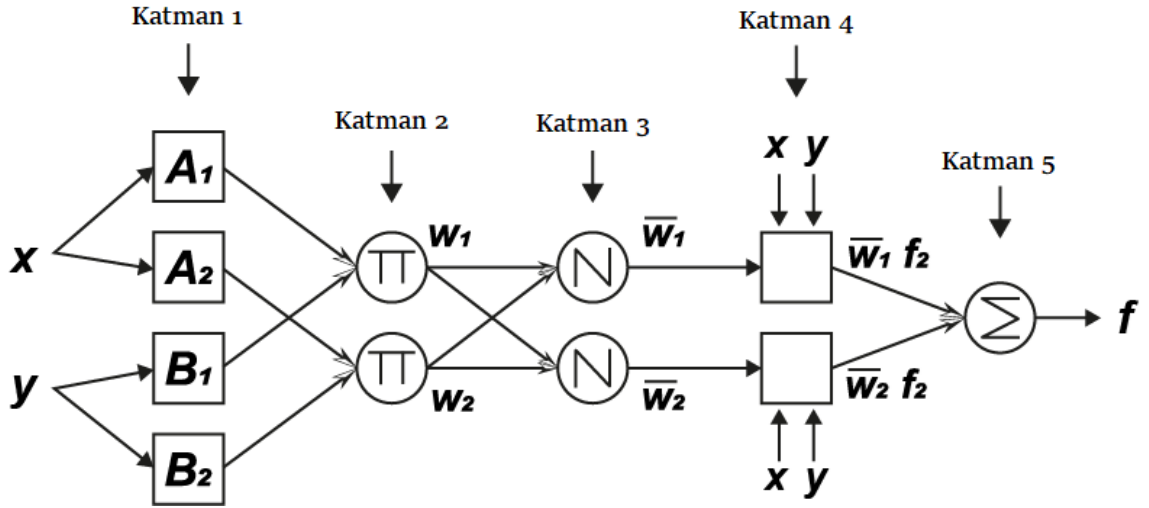 Katman 1
Katman 4
Katman 2
Katman 3
x y
Katman 5
A₁
w₁
w̅₁
x
A₂
∏
N
w̅₁ f₂
Σ
f
B₁
∏
N
y
w₂
w̅₂
w̅₂ f₂
B₂
x y